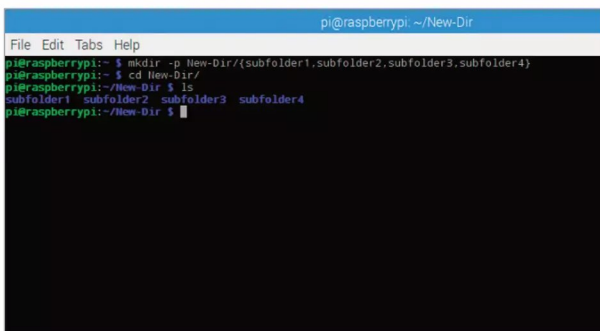 pi@raspberrypi: ~/New-Dir
File Edit Tabs Help
pi@raspberrypi:~ $ mkdir -p New-Dir/{subfolder1,subfolder2,subfolder3,subfolder4}
pi@raspberrypi:~ $ cd New-Dir/
pi@raspberrypi:~/New-Dir $ ls
subfolder1 subfolder2 subfolder3 subfolder4
pi@raspberrypi:~/New-Dir $